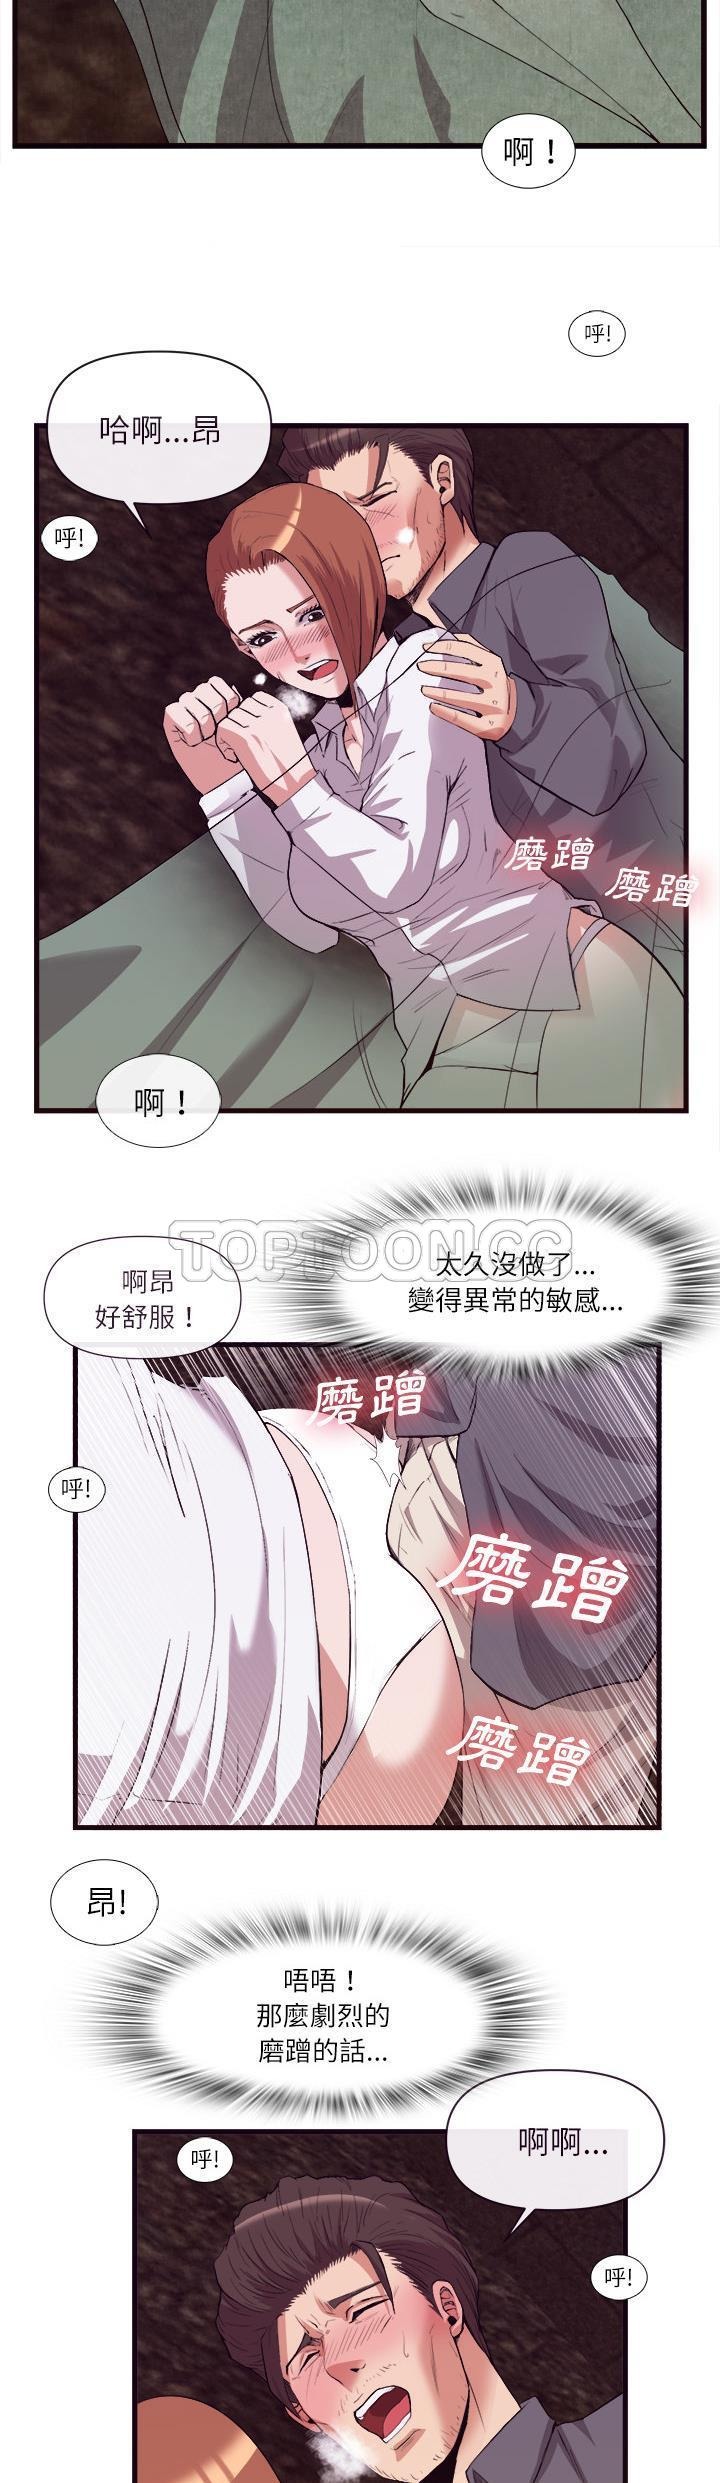 啊！
呼!
哈啊...昂
呼!
磨蹭
磨蹭
啊！
TOPTOON.CC
太久沒做了...
變得異常的敏感...
啊昂
好舒服！
磨蹭
呼!
磨蹭
磨蹭
昂!
唔唔！
那麼劇烈的
磨蹭的話...
啊啊...
呼!
呼!